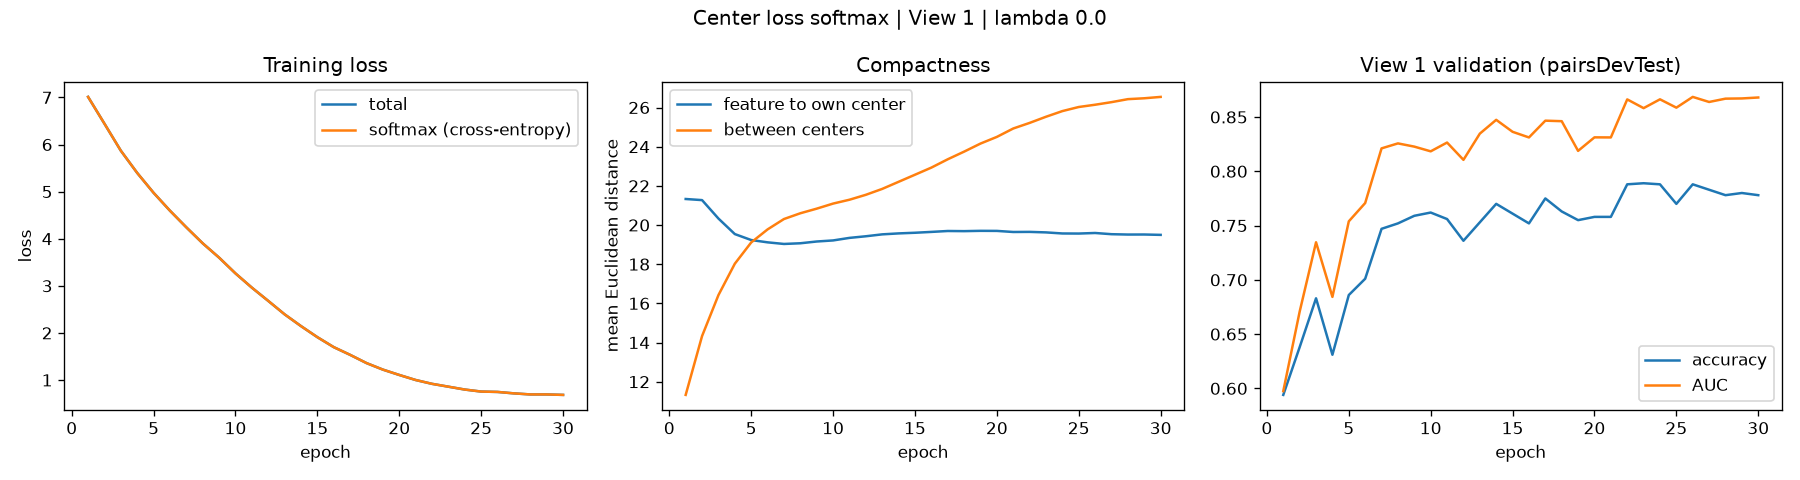 Center loss softmax | View 1 | lambda 0.0
Training loss
total
softmax (cross-entropy)
loss
7
6
5
4
3
2
1
0 5 10 15 20 25 30
epoch
Compactness
feature to own center
between centers
mean Euclidean distance
26
24
22
20
18
16
14
12
0 5 10 15 20 25 30
epoch
View 1 validation (pairsDevTest)
0.85
0.80
0.75
0.70
0.65
0.60
accuracy
AUC
0 5 10 15 20 25 30
epoch